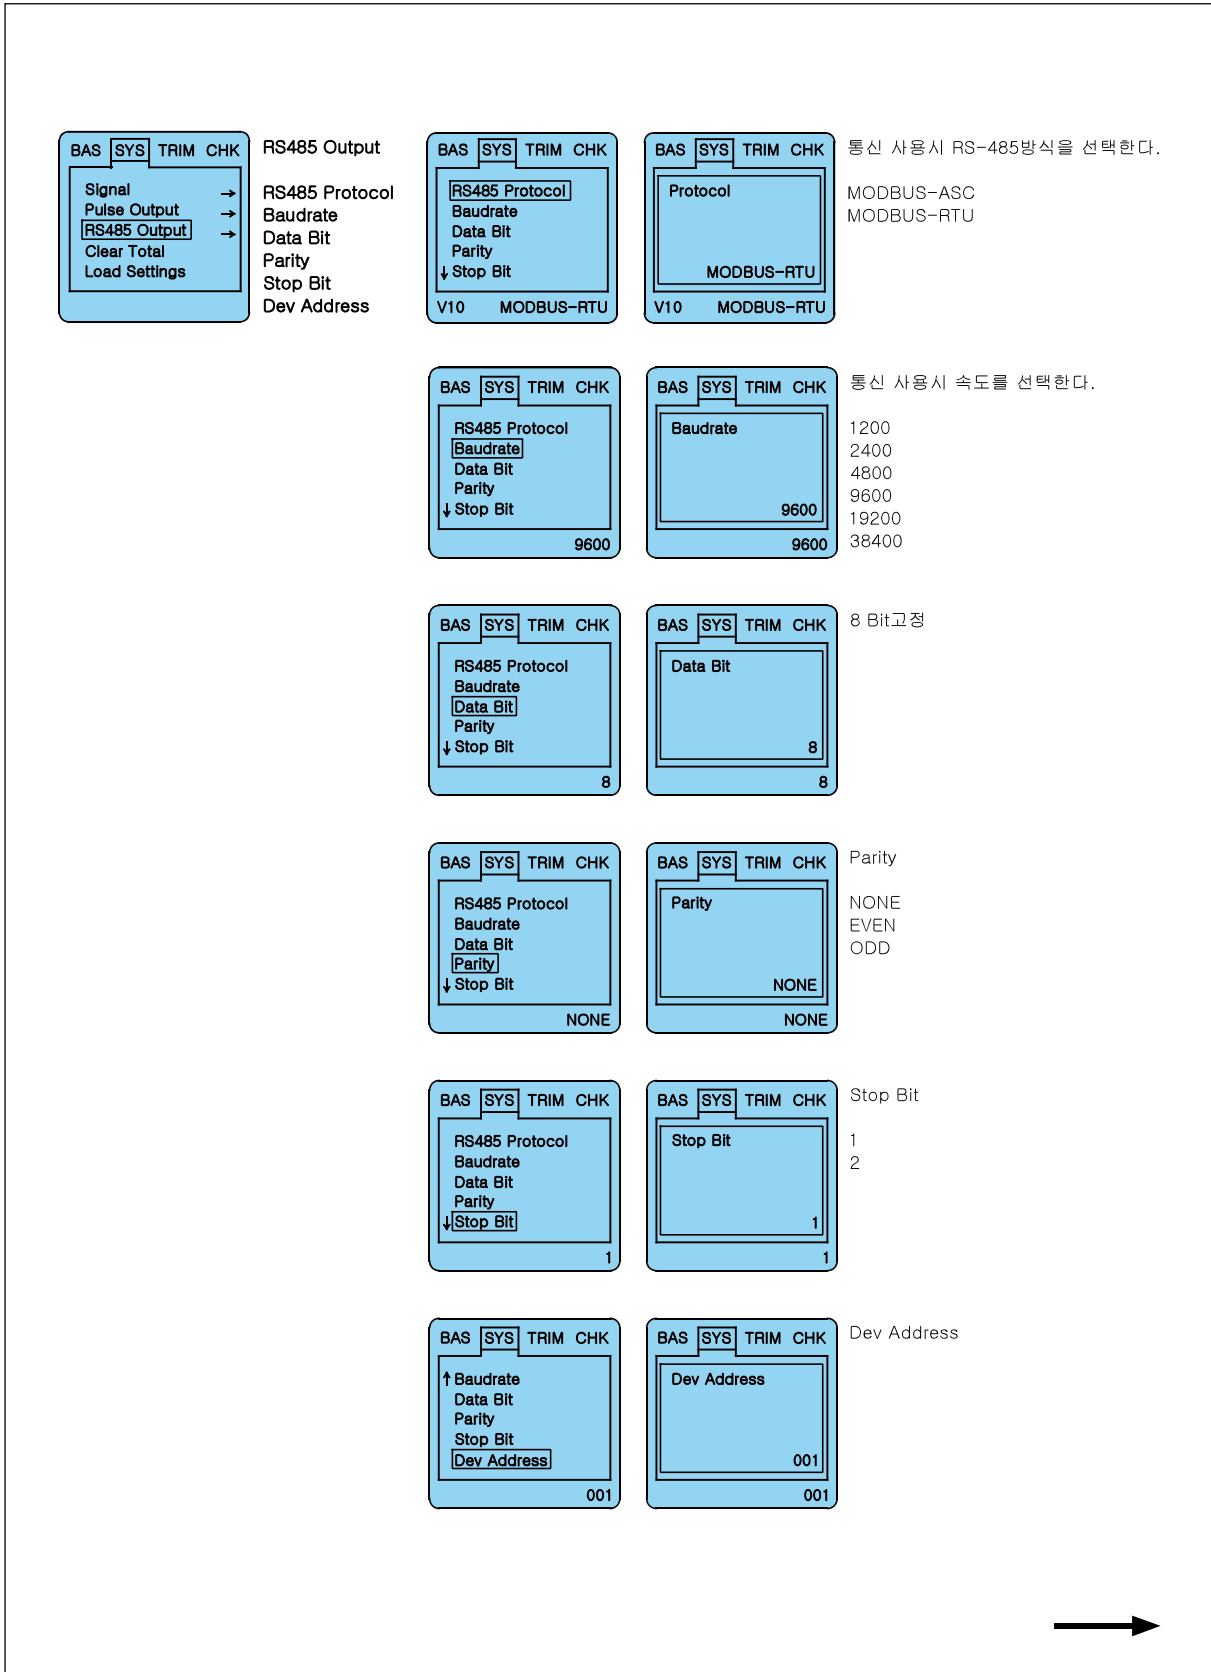 BAS SYS TRIM CHK
Signal →
Pulse Output →
RS485 Output →
Clear Total
Load Settings
RS485 Output
RS485 Protocol
Baudrate
Data Bit
Parity
Stop Bit
Dev Address
BAS SYS TRIM CHK
RS485 Protocol
Baudrate
Data Bit
Parity
↓ Stop Bit
V10 MODBUS-RTU
BAS SYS TRIM CHK
Protocol
MODBUS-RTU
V10 MODBUS-RTU
통신 사용시 RS-485방식을 선택한다.
MODBUS-ASC
MODBUS-RTU
BAS SYS TRIM CHK
RS485 Protocol
Baudrate
Data Bit
Parity
↓ Stop Bit
9600
BAS SYS TRIM CHK
Baudrate
9600
9600
통신 사용시 속도를 선택한다.
1200
2400
4800
9600
19200
38400
BAS SYS TRIM CHK
RS485 Protocol
Baudrate
Data Bit
Parity
↓ Stop Bit
8
BAS SYS TRIM CHK
Data Bit
8
8
8 Bit고정
BAS SYS TRIM CHK
RS485 Protocol
Baudrate
Data Bit
Parity
↓ Stop Bit
NONE
BAS SYS TRIM CHK
Parity
NONE
NONE
Parity
NONE
EVEN
ODD
BAS SYS TRIM CHK
RS485 Protocol
Baudrate
Data Bit
Parity
↓ Stop Bit
1
BAS SYS TRIM CHK
Stop Bit
1
1
Stop Bit
1
2
BAS SYS TRIM CHK
↑ Baudrate
Data Bit
Parity
Stop Bit
Dev Address
001
BAS SYS TRIM CHK
Dev Address
001
001
Dev Address